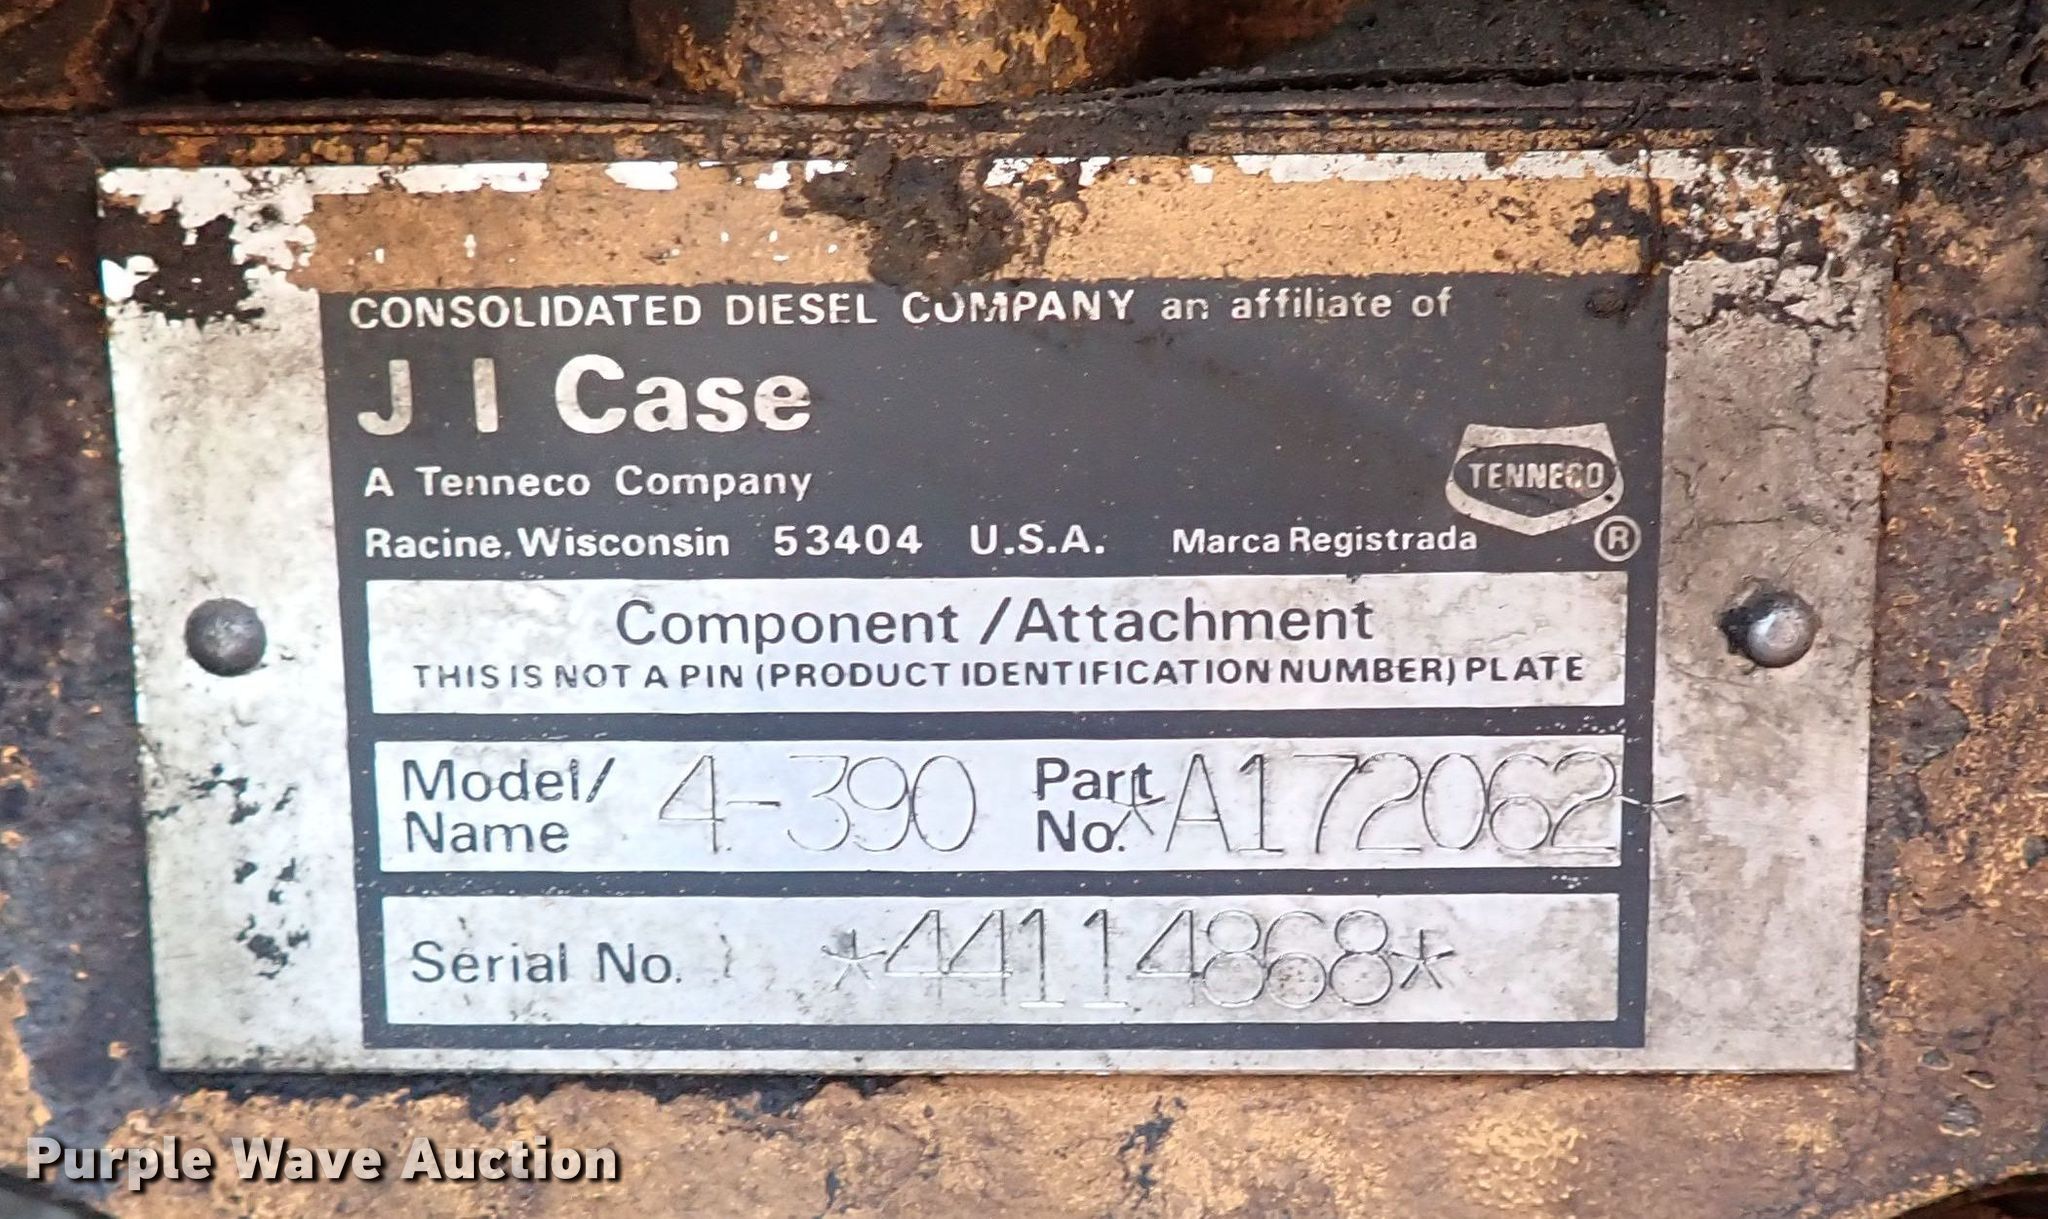 CONSOLIDATED DIESEL COMPANY an affiliate of
J I Case
A Tenneco Company
TENNECO
Racine, Wisconsin 53404 U.S.A. Marca Registrada ®
Component / Attachment
THIS IS NOT A PIN (PRODUCT IDENTIFICATION NUMBER) PLATE
Model/Name 4-390 Part No. *A172062*
Serial No. *44114868*
Purple Wave Auction